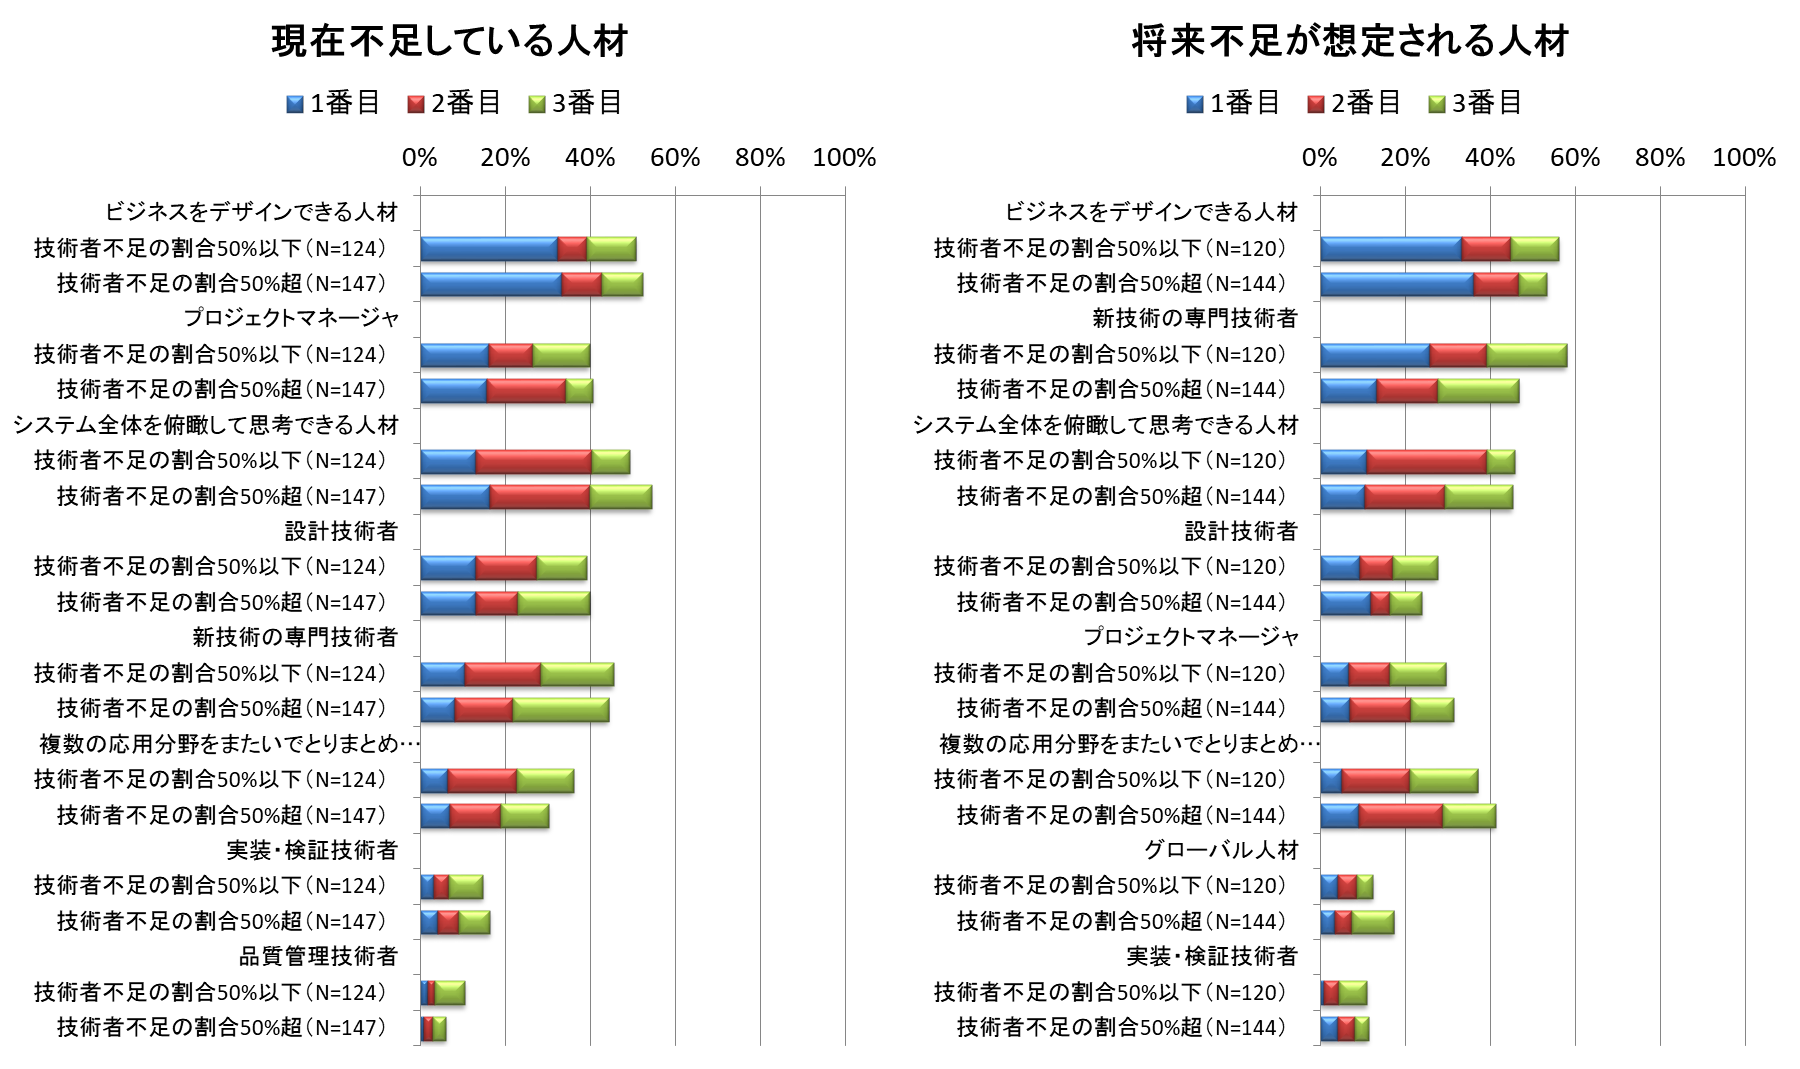 現在不足している人材
1番目 2番目 3番目
0% 20% 40% 60% 80% 100%
ビジネスをデザインできる人材
技術者不足の割合50%以下（N=124）
技術者不足の割合50%超（N=147）
プロジェクトマネージャ
技術者不足の割合50%以下（N=124）
技術者不足の割合50%超（N=147）
システム全体を俯瞰して思考できる人材
技術者不足の割合50%以下（N=124）
技術者不足の割合50%超（N=147）
設計技術者
技術者不足の割合50%以下（N=124）
技術者不足の割合50%超（N=147）
新技術の専門技術者
技術者不足の割合50%以下（N=124）
技術者不足の割合50%超（N=147）
複数の応用分野をまたいでとりまとめ…
技術者不足の割合50%以下（N=124）
技術者不足の割合50%超（N=147）
実装・検証技術者
技術者不足の割合50%以下（N=124）
技術者不足の割合50%超（N=147）
品質管理技術者
技術者不足の割合50%以下（N=124）
技術者不足の割合50%超（N=147）
将来不足が想定される人材
1番目 2番目 3番目
0% 20% 40% 60% 80% 100%
ビジネスをデザインできる人材
技術者不足の割合50%以下（N=120）
技術者不足の割合50%超（N=144）
新技術の専門技術者
技術者不足の割合50%以下（N=120）
技術者不足の割合50%超（N=144）
システム全体を俯瞰して思考できる人材
技術者不足の割合50%以下（N=120）
技術者不足の割合50%超（N=144）
設計技術者
技術者不足の割合50%以下（N=120）
技術者不足の割合50%超（N=144）
プロジェクトマネージャ
技術者不足の割合50%以下（N=120）
技術者不足の割合50%超（N=144）
複数の応用分野をまたいでとりまとめ…
技術者不足の割合50%以下（N=120）
技術者不足の割合50%超（N=144）
グローバル人材
技術者不足の割合50%以下（N=120）
技術者不足の割合50%超（N=144）
実装・検証技術者
技術者不足の割合50%以下（N=120）
技術者不足の割合50%超（N=144）